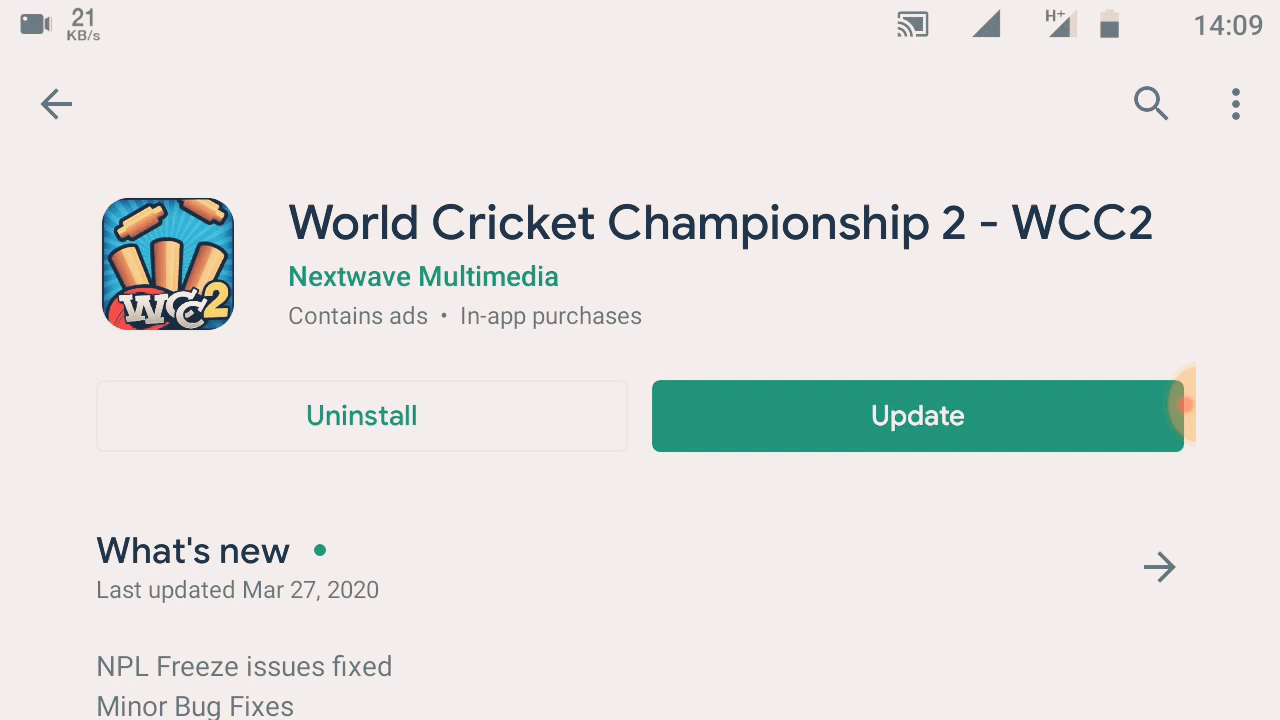 21
KB/s
H+
14:09
World Cricket Championship 2 - WCC2
WCC2
Nextwave Multimedia
Contains ads • In-app purchases
Uninstall
Update
What's new
Last updated Mar 27, 2020
NPL Freeze issues fixed
Minor Bug Fixes